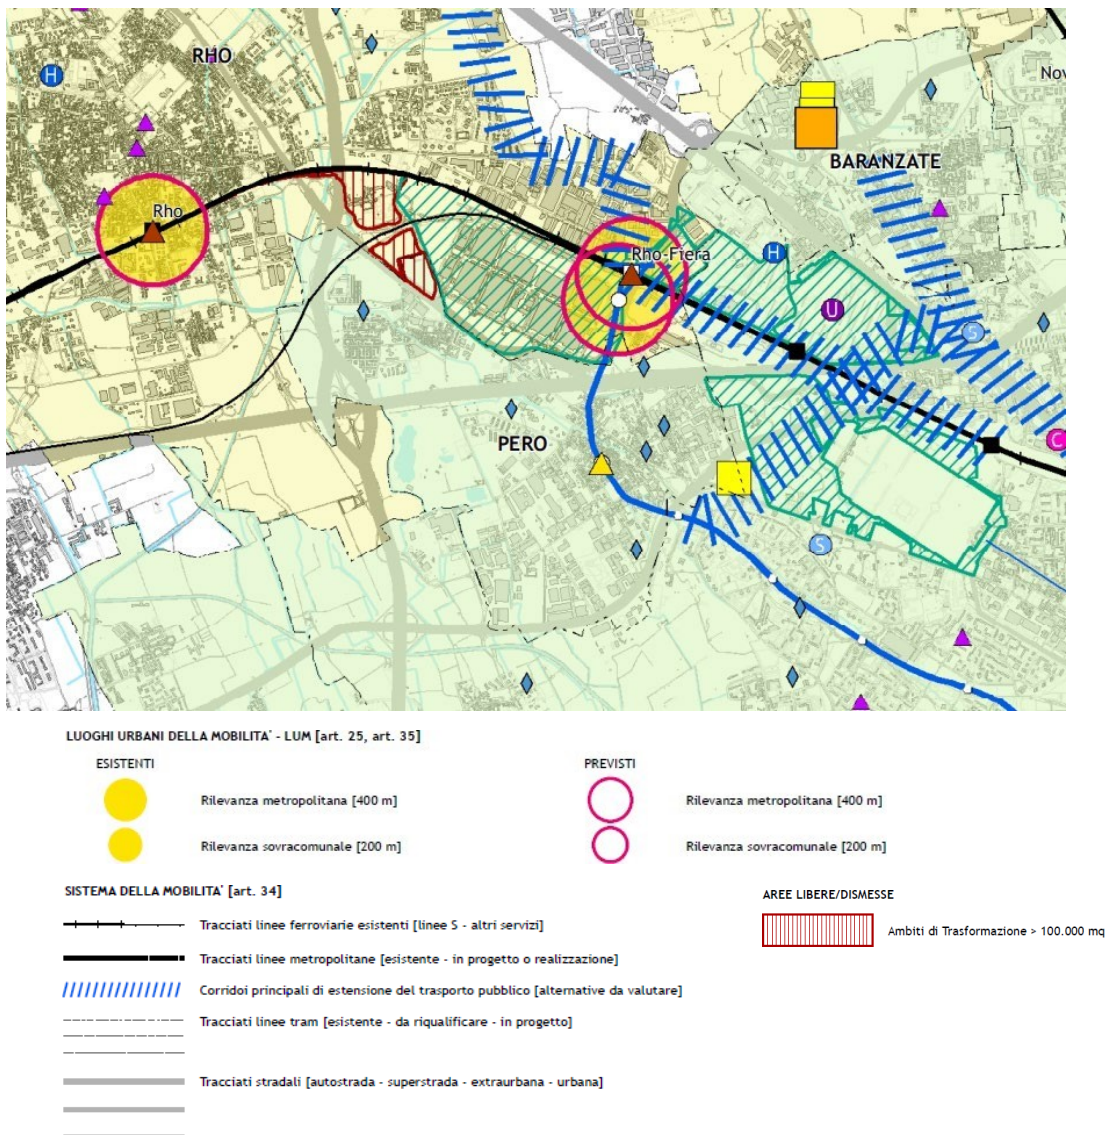 RHO
H
Nov
BARANZATE
Rho
Rho-Fiera
H
U
S
C
PERO
S
LUOGHI URBANI DELLA MOBILITA' - LUM [art. 25, art. 35]
ESISTENTI
PREVISTI
Rilevanza metropolitana [400 m]
Rilevanza metropolitana [400 m]
Rilevanza sovracomunale [200 m]
Rilevanza sovracomunale [200 m]
SISTEMA DELLA MOBILITA' [art. 34]
AREE LIBERE/DISMESSE
Tracciati linee ferroviarie esistenti [linee S - altri servizi]
Ambiti di Trasformazione > 100.000 mq
Tracciati linee metropolitane [esistente - in progetto o realizzazione]
Corridoi principali di estensione del trasporto pubblico [alternative da valutare]
Tracciati linee tram [esistente - da riqualificare - in progetto]
Tracciati stradali [autostrada - superstrada - extraurbana - urbana]